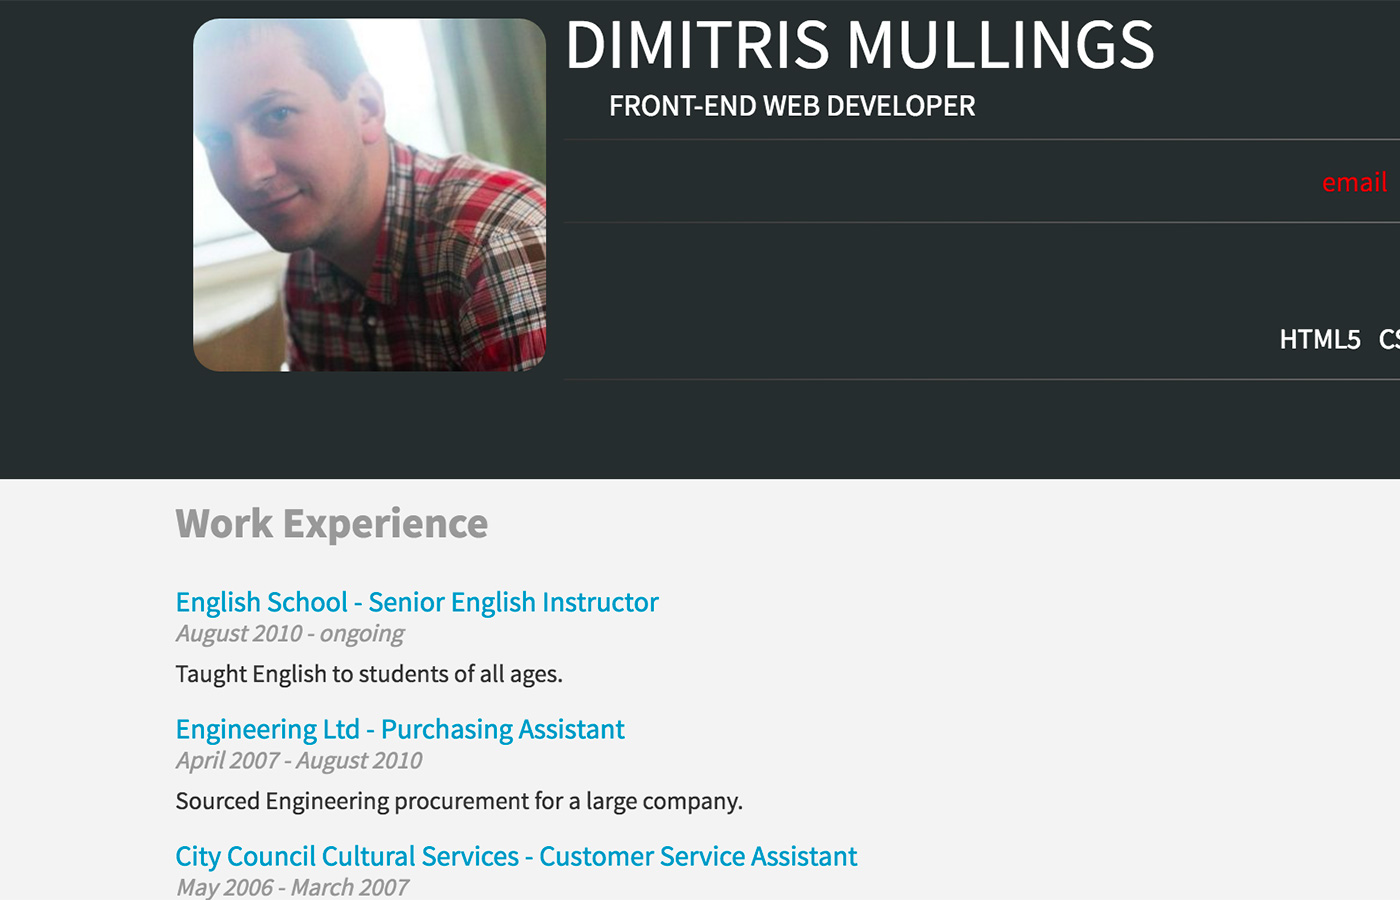 DIMITRIS MULLINGS
FRONT-END WEB DEVELOPER
email
HTML5
Work Experience
English School - Senior English Instructor
August 2010 - ongoing
Taught English to students of all ages.
Engineering Ltd - Purchasing Assistant
April 2007 - August 2010
Sourced Engineering procurement for a large company.
City Council Cultural Services - Customer Service Assistant
May 2006 - March 2007